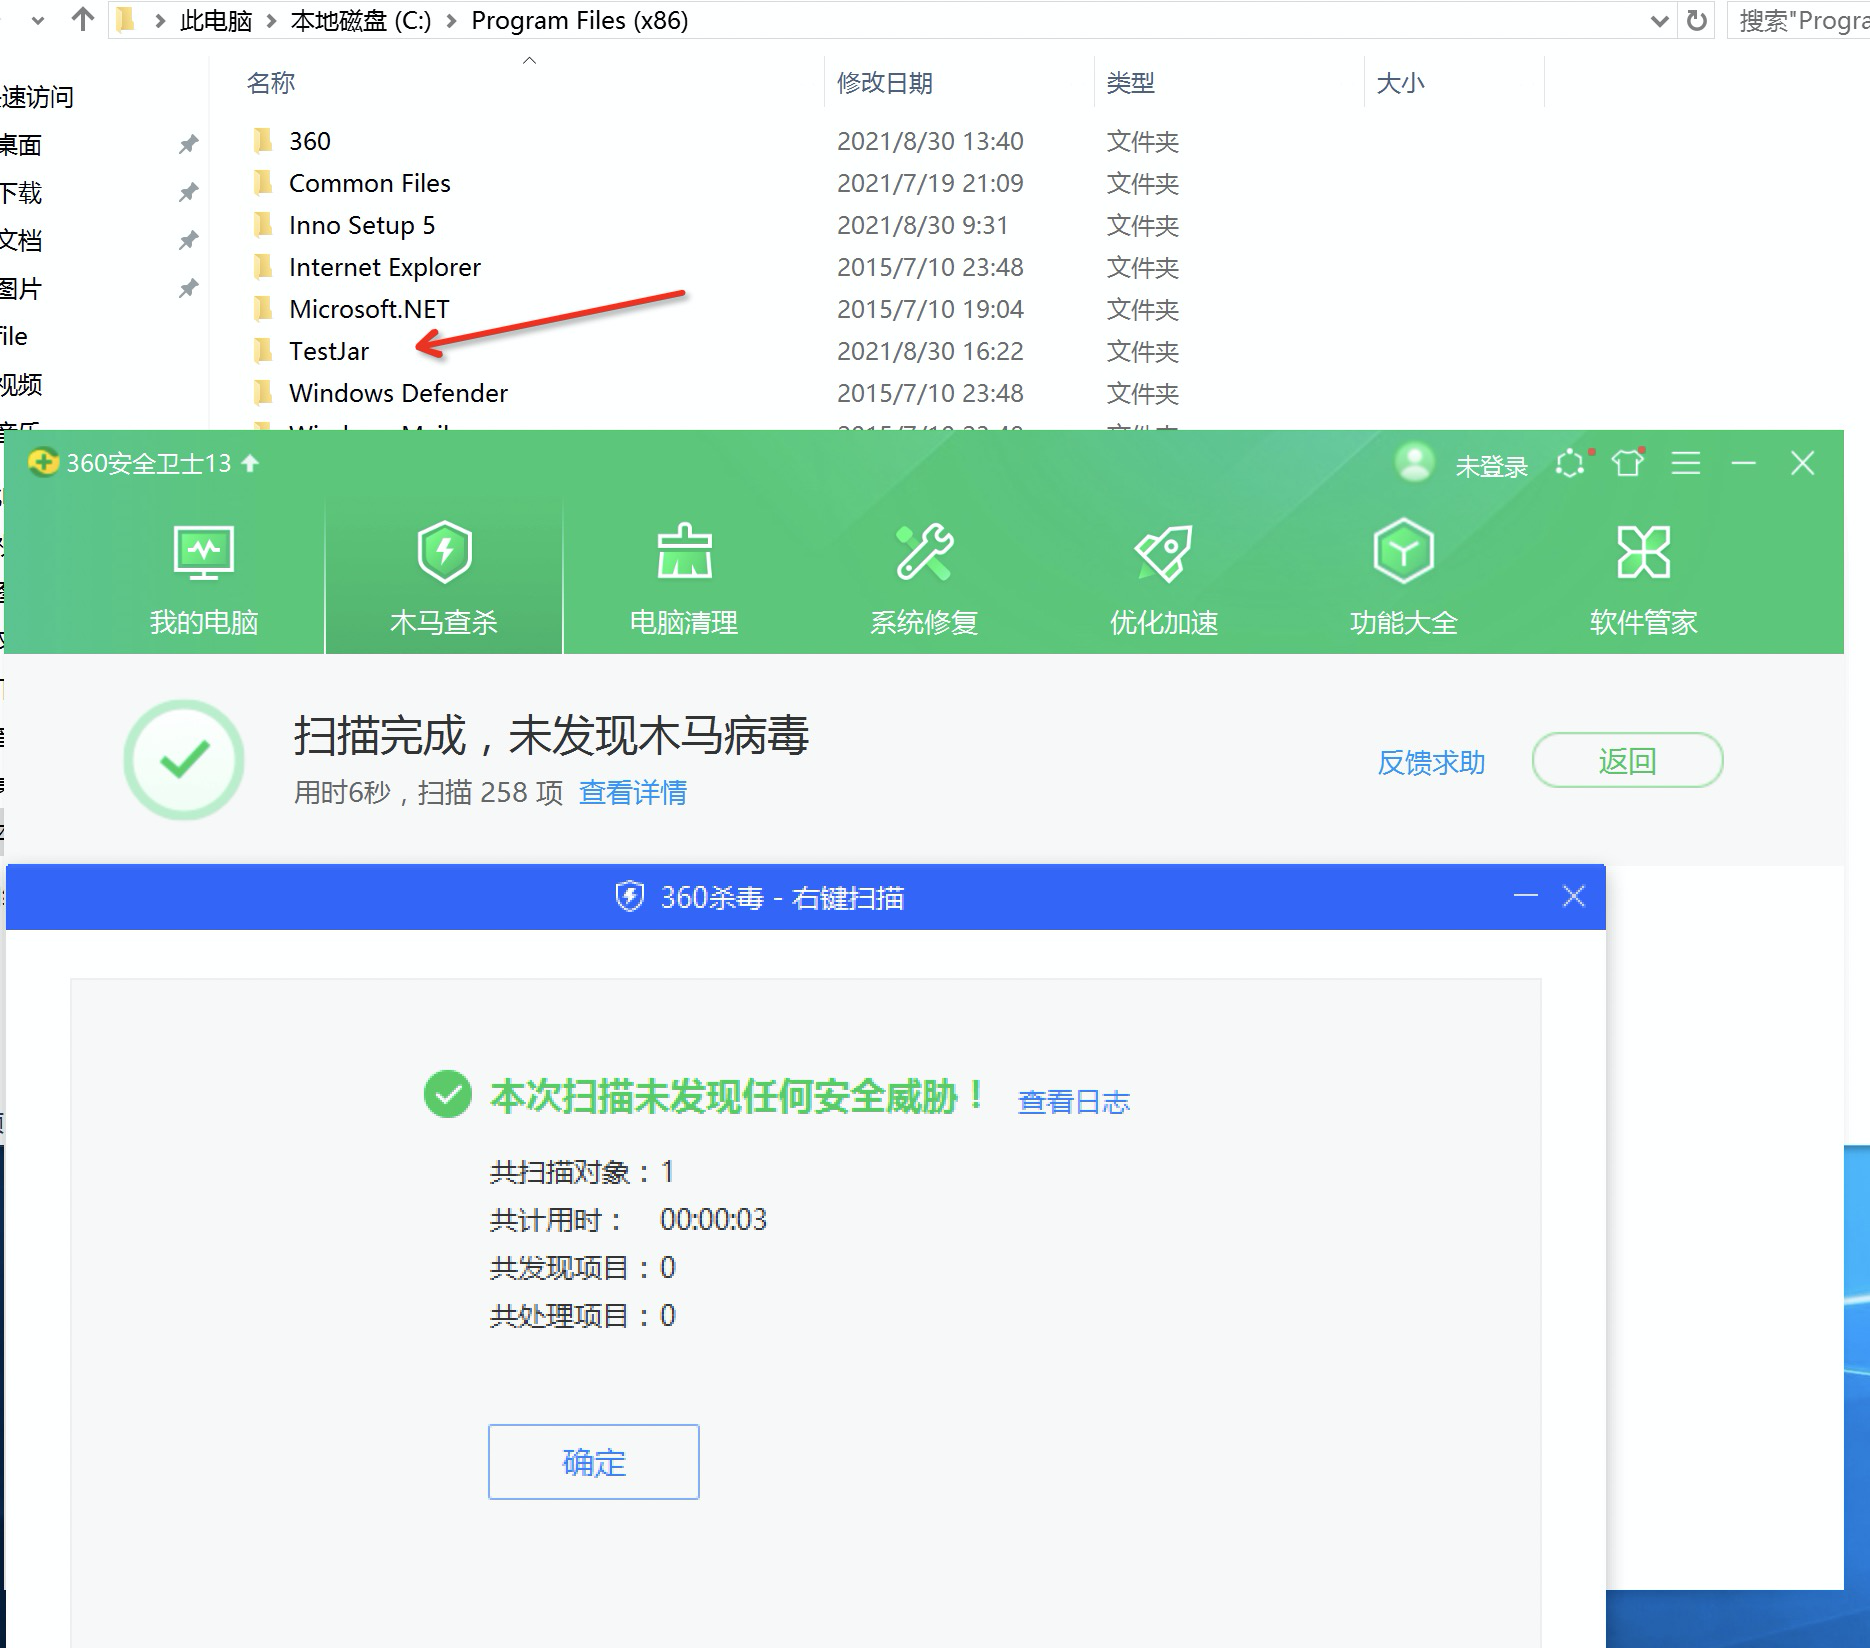 此电脑 本地磁盘 (C:) Program Files (x86) 搜索"Progra
名称 修改日期 类型 大小
速访问
桌面
下载
文档
图片
file
视频
音乐
360 2021/8/30 13:40 文件夹
Common Files 2021/7/19 21:09 文件夹
Inno Setup 5 2021/8/30 9:31 文件夹
Internet Explorer 2015/7/10 23:48 文件夹
Microsoft.NET 2015/7/10 19:04 文件夹
TestJar 2021/8/30 16:22 文件夹
Windows Defender 2015/7/10 23:48 文件夹
360安全卫士13 未登录
我的电脑 木马查杀 电脑清理 系统修复 优化加速 功能大全 软件管家
扫描完成，未发现木马病毒
用时6秒，扫描 258 项 查看详情
反馈求助 返回
360杀毒 - 右键扫描
本次扫描未发现任何安全威胁！ 查看日志
共扫描对象：1
共计用时： 00:00:03
共发现项目：0
共处理项目：0
确定